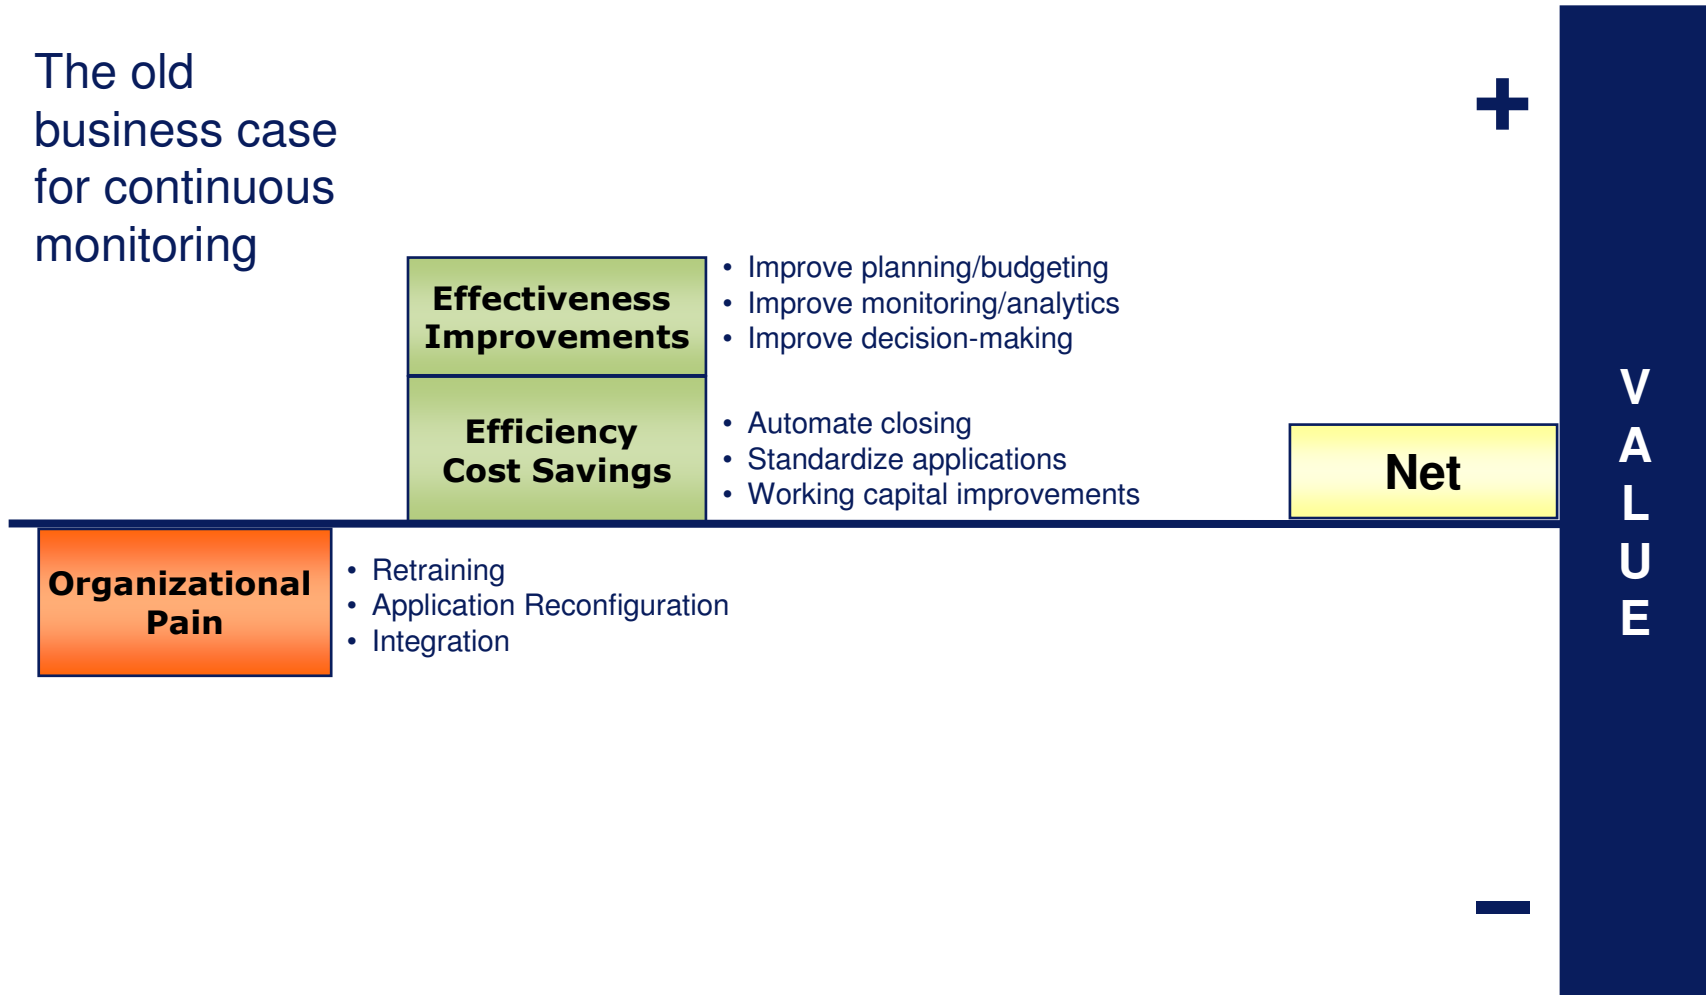 The old
business case
for continuous
monitoring
+
Effectiveness
Improvements
• Improve planning/budgeting
• Improve monitoring/analytics
• Improve decision-making
Efficiency
Cost Savings
• Automate closing
• Standardize applications
• Working capital improvements
Net
Organizational
Pain
• Retraining
• Application Reconfiguration
• Integration
–
V
A
L
U
E